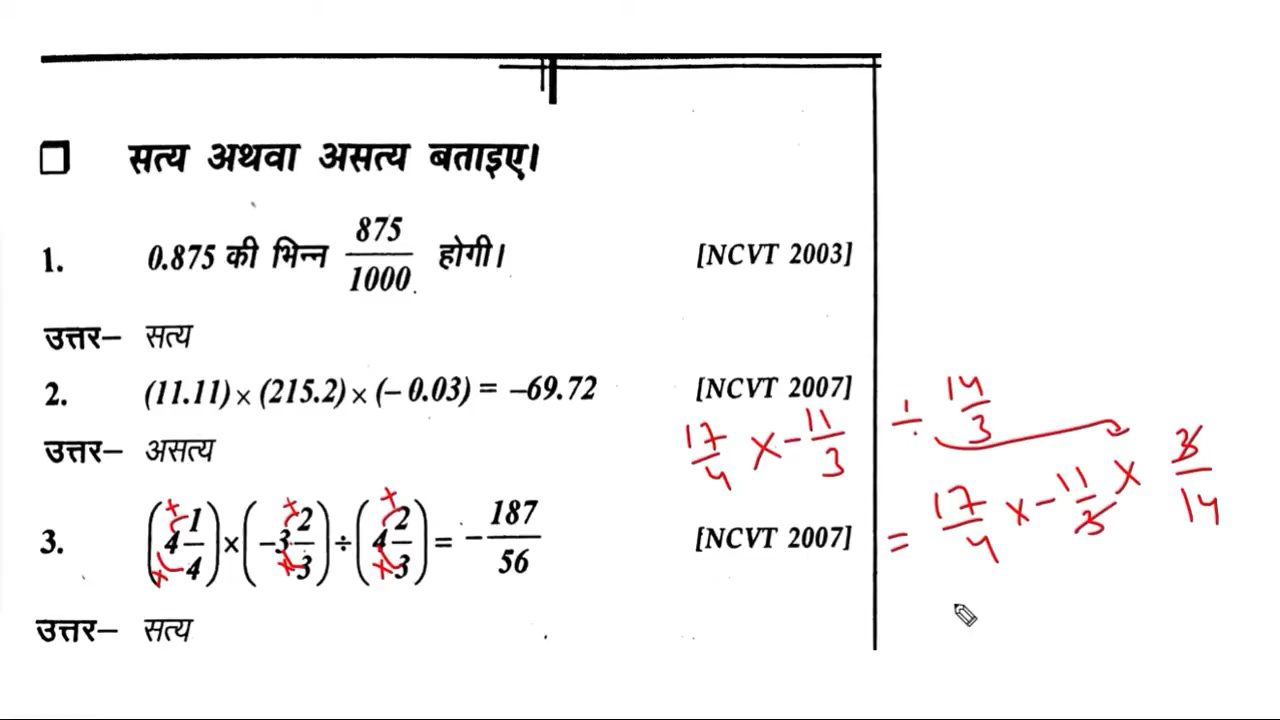 सत्य अथवा असत्य बताइए।
1. 0.875 की भिन्न 875/1000 होगी। [NCVT 2003]
उत्तर– सत्य
2. (11.11) × (215.2) × (– 0.03) = –69.72 [NCVT 2007]
उत्तर– असत्य
3. (4 1/4) × (–3 2/3) ÷ (4 2/3) = – 187/56 [NCVT 2007]
उत्तर– सत्य
17/4 × – 11/3 ÷ 14/3
= 17/4 × – 11/3 × 3/14